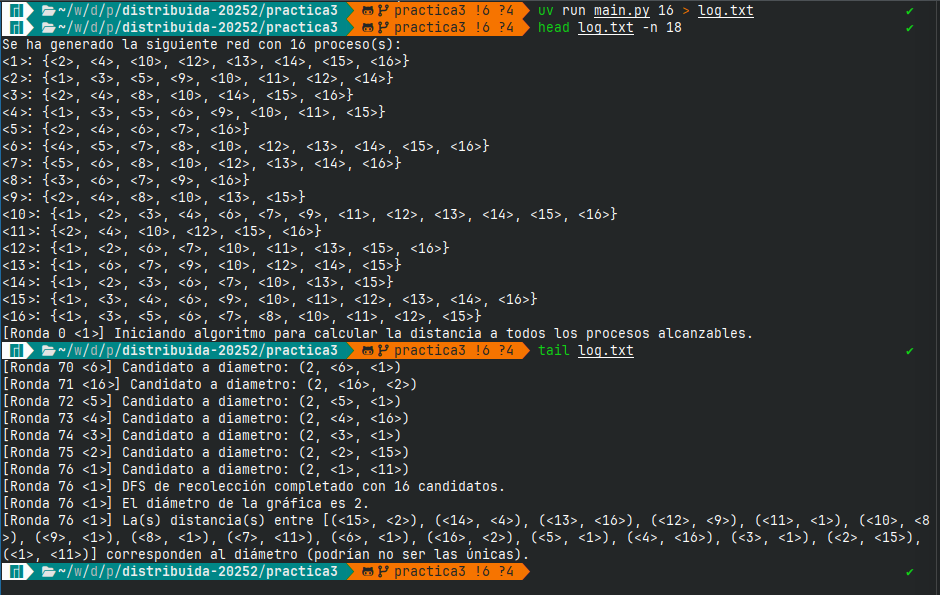 ~/w/d/p/distribuida-20252/practica3 practica3 !6 ?4 uv run main.py 16 > log.txt ✔
~/w/d/p/distribuida-20252/practica3 practica3 !6 ?4 head log.txt -n 18 ✔
Se ha generado la siguiente red con 16 proceso(s):
<1>: {<2>, <4>, <10>, <12>, <13>, <14>, <15>, <16>}
<2>: {<1>, <3>, <5>, <9>, <10>, <11>, <12>, <14>}
<3>: {<2>, <4>, <8>, <10>, <14>, <15>, <16>}
<4>: {<1>, <3>, <5>, <6>, <9>, <10>, <11>, <15>}
<5>: {<2>, <4>, <6>, <7>, <16>}
<6>: {<4>, <5>, <7>, <8>, <10>, <12>, <13>, <14>, <15>, <16>}
<7>: {<5>, <6>, <8>, <10>, <12>, <13>, <14>, <16>}
<8>: {<3>, <6>, <7>, <9>, <16>}
<9>: {<2>, <4>, <8>, <10>, <13>, <15>}
<10>: {<1>, <2>, <3>, <4>, <6>, <7>, <9>, <11>, <12>, <13>, <14>, <15>, <16>}
<11>: {<2>, <4>, <10>, <12>, <15>, <16>}
<12>: {<1>, <2>, <6>, <7>, <10>, <11>, <13>, <15>, <16>}
<13>: {<1>, <6>, <7>, <9>, <10>, <12>, <14>, <15>}
<14>: {<1>, <2>, <3>, <6>, <7>, <10>, <13>, <15>}
<15>: {<1>, <3>, <4>, <6>, <9>, <10>, <11>, <12>, <13>, <14>, <16>}
<16>: {<1>, <3>, <5>, <6>, <7>, <8>, <10>, <11>, <12>, <15>}
[Ronda 0 <1>] Iniciando algoritmo para calcular la distancia a todos los procesos alcanzables.
~/w/d/p/distribuida-20252/practica3 practica3 !6 ?4 tail log.txt ✔
[Ronda 70 <6>] Candidato a diametro: (2, <6>, <1>)
[Ronda 71 <16>] Candidato a diametro: (2, <16>, <2>)
[Ronda 72 <5>] Candidato a diametro: (2, <5>, <1>)
[Ronda 73 <4>] Candidato a diametro: (2, <4>, <16>)
[Ronda 74 <3>] Candidato a diametro: (2, <3>, <1>)
[Ronda 75 <2>] Candidato a diametro: (2, <2>, <15>)
[Ronda 76 <1>] Candidato a diametro: (2, <1>, <11>)
[Ronda 76 <1>] DFS de recolección completado con 16 candidatos.
[Ronda 76 <1>] El diámetro de la gráfica es 2.
[Ronda 76 <1>] La(s) distancia(s) entre [(<15>, <2>), (<14>, <4>), (<13>, <16>), (<12>, <9>), (<11>, <1>), (<10>, <8
>), (<9>, <1>), (<8>, <1>), (<7>, <11>), (<6>, <1>), (<16>, <2>), (<5>, <1>), (<4>, <16>), (<3>, <1>), (<2>, <15>),
(<1>, <11>)] corresponden al diámetro (podrían no ser las únicas).
~/w/d/p/distribuida-20252/practica3 practica3 !6 ?4 ✔